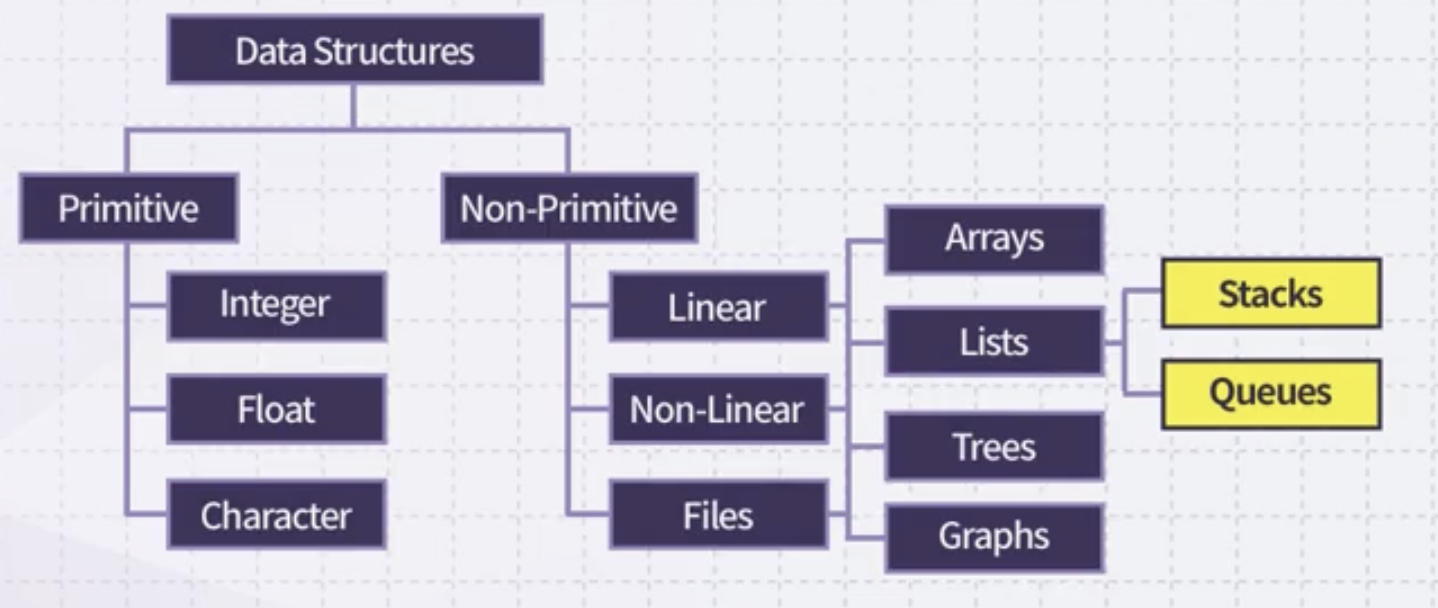 Data Structures
Primitive
Non-Primitive
Integer
Float
Character
Linear
Non-Linear
Files
Arrays
Lists
Trees
Graphs
Stacks
Queues